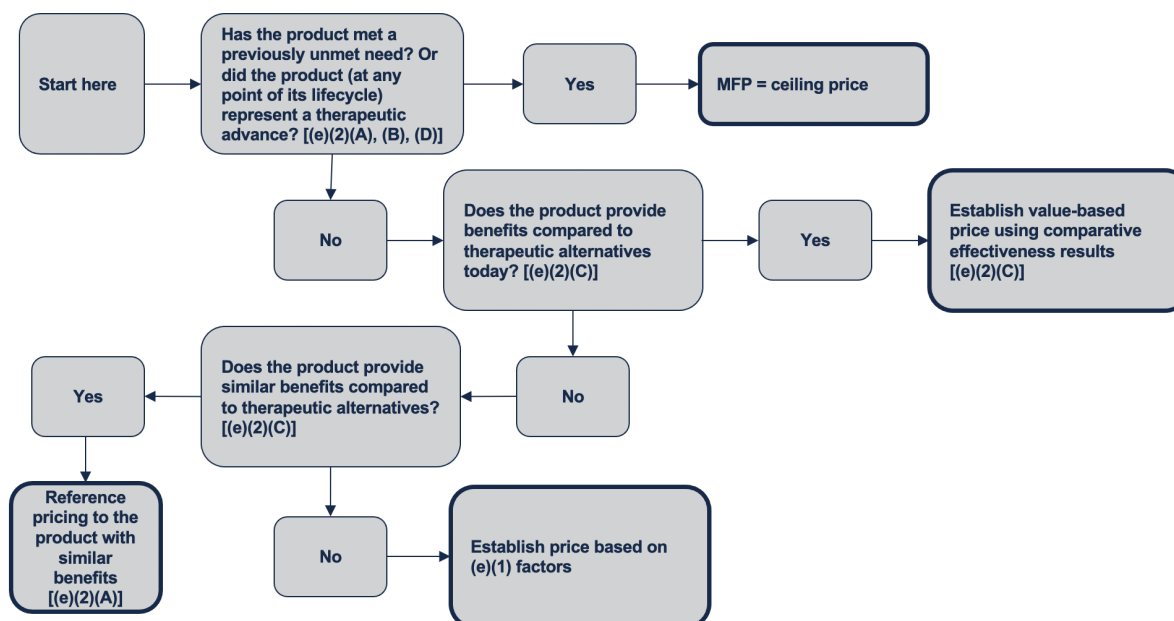 Start here
Has the product met a
previously unmet need? Or
did the product (at any
point of its lifecycle)
represent a therapeutic
advance? [(e)(2)(A), (B), (D)]
Yes
MFP = ceiling price
No
Does the product provide
benefits compared to
therapeutic alternatives
today? [(e)(2)(C)]
Yes
Establish value-based
price using comparative
effectiveness results
[(e)(2)(C)]
No
Does the product provide
similar benefits compared
to therapeutic alternatives?
[(e)(2)(C)]
Yes
Reference
pricing to the
product with
similar
benefits
[(e)(2)(A)]
No
Establish price based on
(e)(1) factors